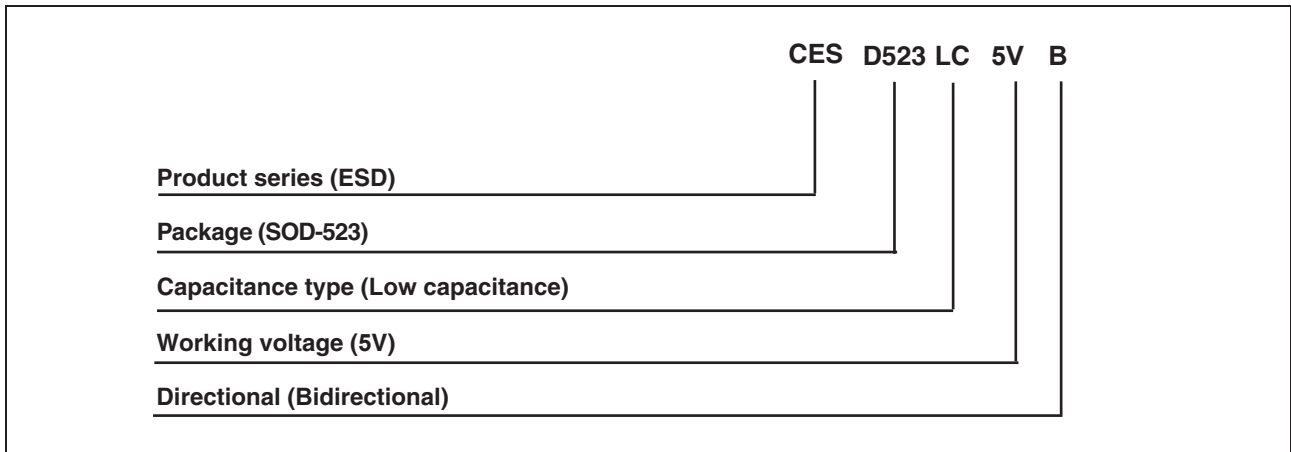 CES D523 LC 5V B
Product series (ESD)
Package (SOD-523)
Capacitance type (Low capacitance)
Working voltage (5V)
Directional (Bidirectional)